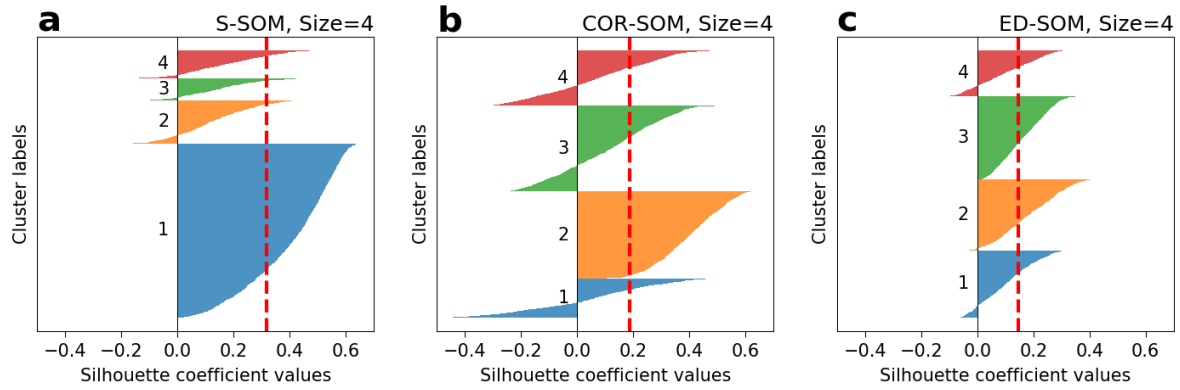 a
S-SOM, Size=4
Cluster labels
4
3
2
1
−0.4 −0.2 0.0 0.2 0.4 0.6
Silhouette coefficient values
b
COR-SOM, Size=4
Cluster labels
4
3
2
1
−0.4 −0.2 0.0 0.2 0.4 0.6
Silhouette coefficient values
c
ED-SOM, Size=4
Cluster labels
4
3
2
1
−0.4 −0.2 0.0 0.2 0.4 0.6
Silhouette coefficient values